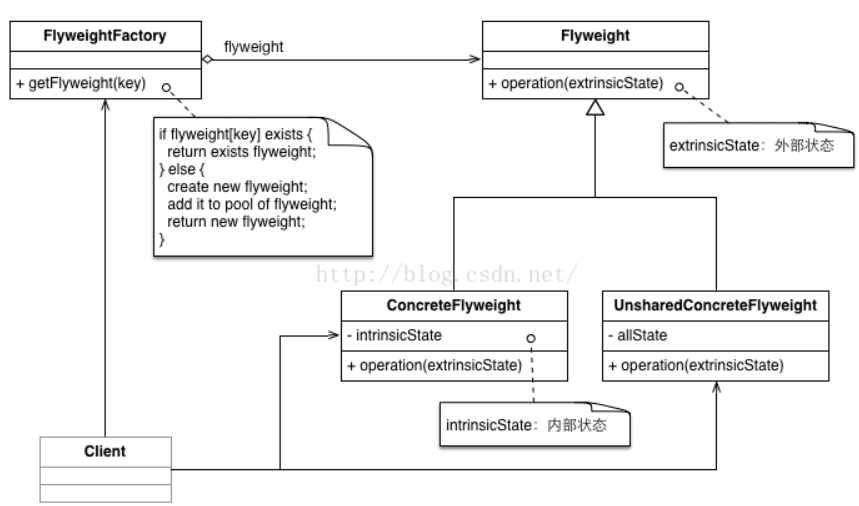 FlyweightFactory
+ getFlyweight(key)
flyweight
Flyweight
+ operation(extrinsicState)
if flyweight[key] exists {
return exists flyweight;
} else {
create new flyweight;
add it to pool of flyweight;
return new flyweight;
}
extrinsicState：外部状态
http://blog.csdn.net/
ConcreteFlyweight
- intrinsicState
+ operation(extrinsicState)
UnsharedConcreteFlyweight
- allState
+ operation(extrinsicState)
intrinsicState：内部状态
Client